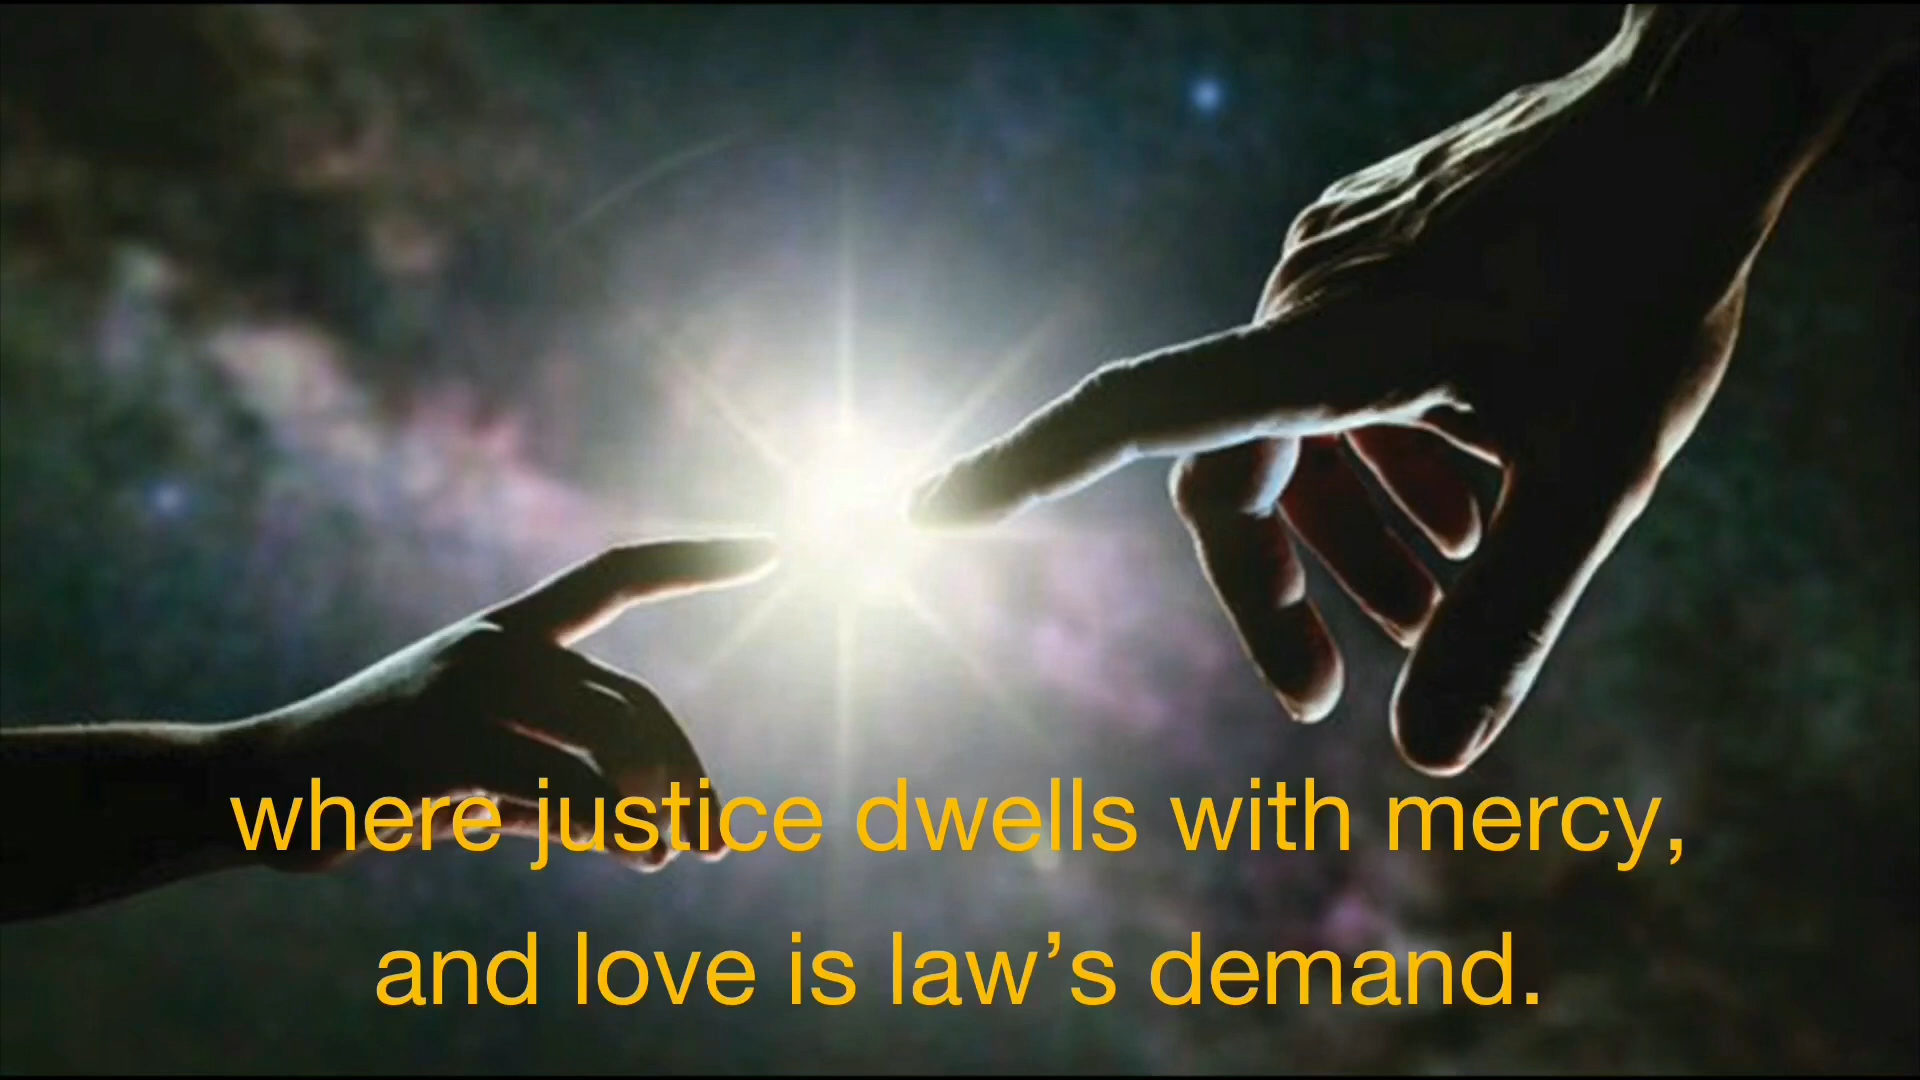 where justice dwells with mercy,
and love is law’s demand.